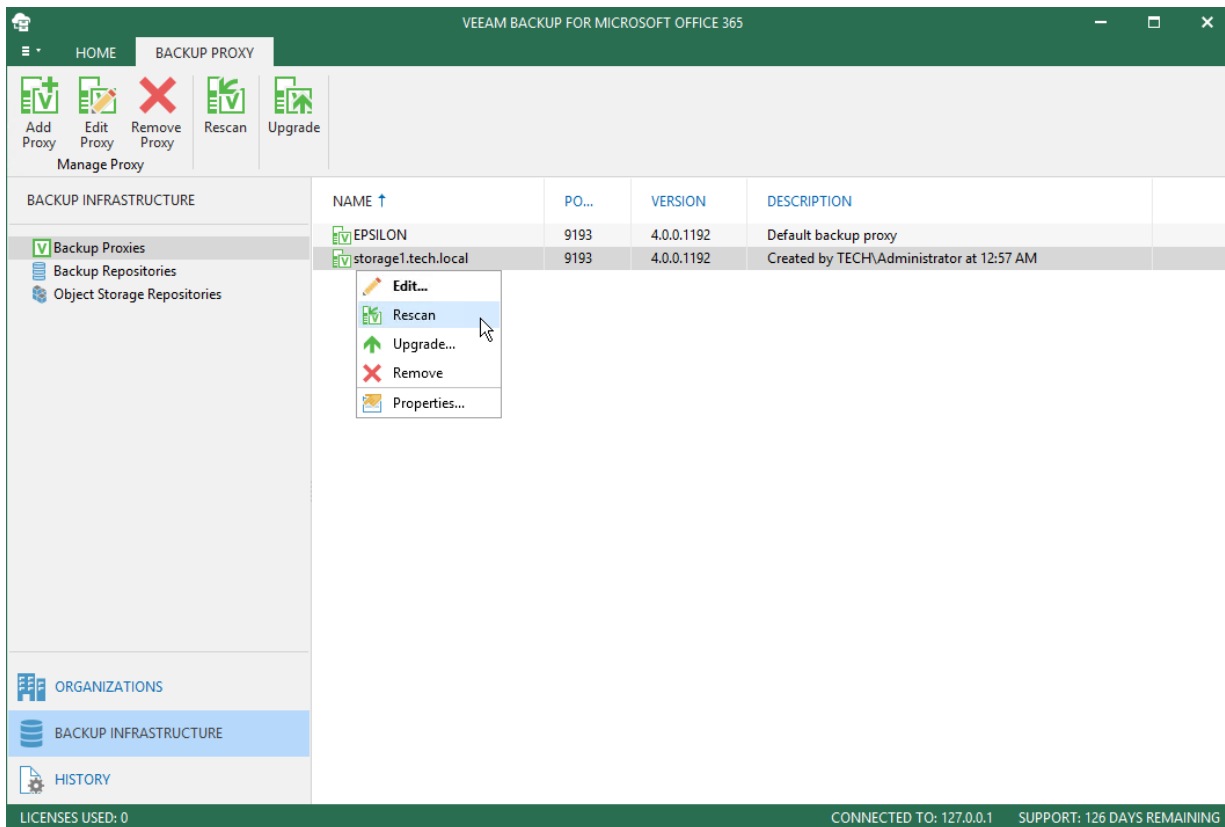 VEEAM BACKUP FOR MICROSOFT OFFICE 365
HOME BACKUP PROXY
Add Proxy
Edit Proxy
Remove Proxy
Rescan
Upgrade
Manage Proxy
BACKUP INFRASTRUCTURE
Backup Proxies
Backup Repositories
Object Storage Repositories
NAME PO... VERSION DESCRIPTION
EPSILON 9193 4.0.0.1192 Default backup proxy
storage1.tech.local 9193 4.0.0.1192 Created by TECH\Administrator at 12:57 AM
Edit...
Rescan
Upgrade...
Remove
Properties...
ORGANIZATIONS
BACKUP INFRASTRUCTURE
HISTORY
LICENSES USED: 0 CONNECTED TO: 127.0.0.1 SUPPORT: 126 DAYS REMAINING